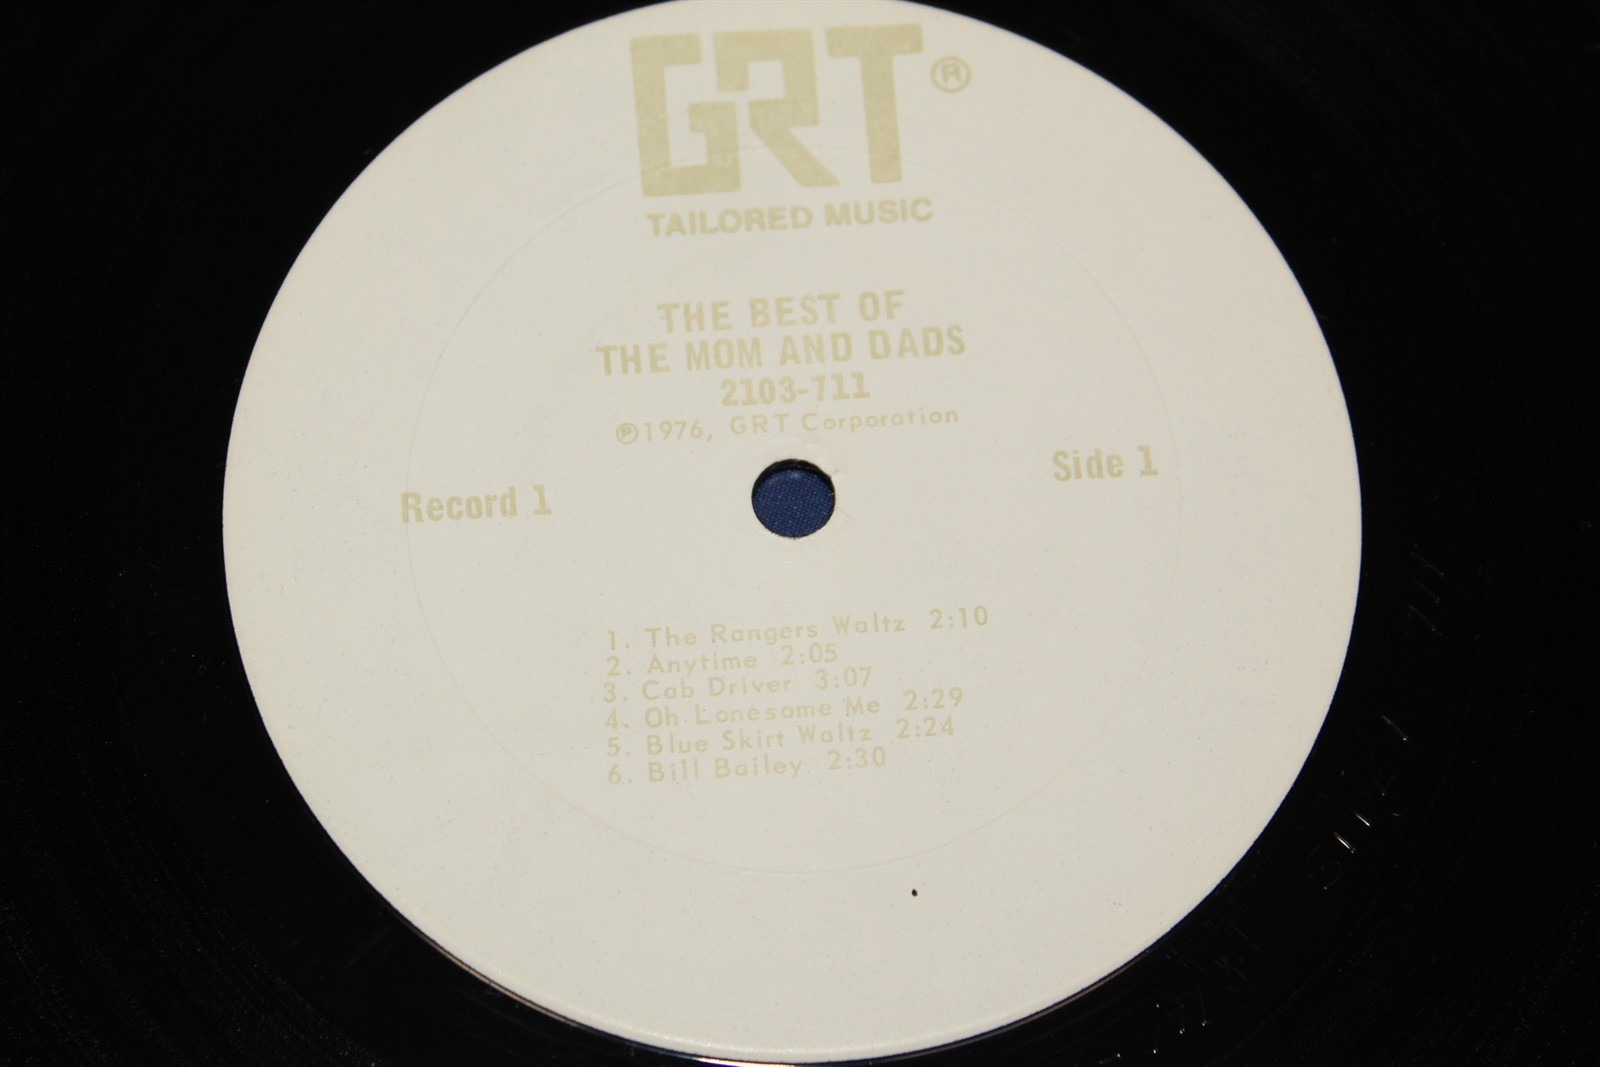 GRT®
TAILORED MUSIC
THE BEST OF
THE MOM AND DADS
2103-711
℗1976, GRT Corporation
Record 1
Side 1
1. The Rangers Waltz 2:10
2. Anytime 2:05
3. Cab Driver 3:07
4. Oh Lonesome Me 2:29
5. Blue Skirt Waltz 2:24
6. Bill Bailey 2:30